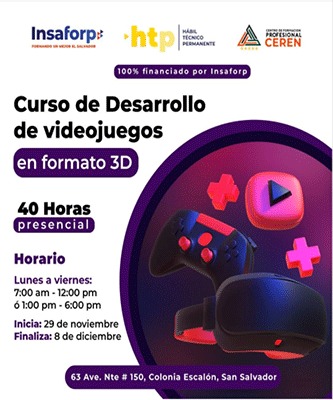 Insaforp
FORMANDO UN MEJOR EL SALVADOR
htp
HÁBIL
TÉCNICO
PERMANENTE
CENTRO DE FORMACIÓN
PROFESIONAL
CEREN
100% financiado por Insaforp
Curso de Desarrollo
de videojuegos
en formato 3D
40 Horas
presencial
Horario
Lunes a viernes:
7:00 am - 12:00 pm
ó 1:00 pm - 6:00 pm
Inicia: 29 de noviembre
Finaliza: 8 de diciembre
63 Ave. Nte # 150, Colonia Escalón, San Salvador